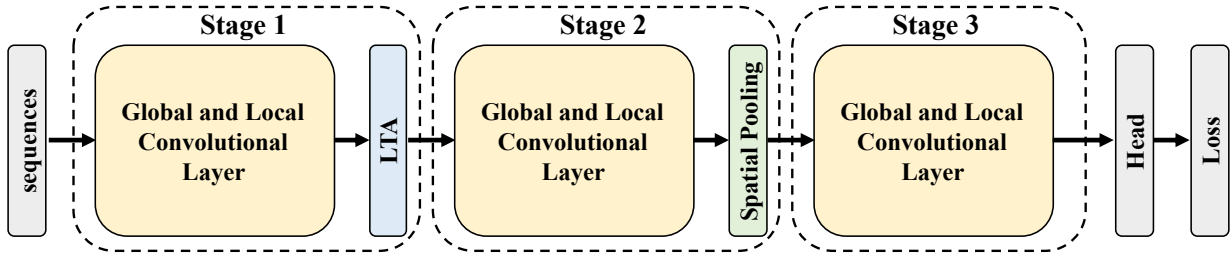 Stage 1
Stage 2
Stage 3
sequences
Global and Local
Convolutional
Layer
LTA
Global and Local
Convolutional
Layer
Spatial Pooling
Global and Local
Convolutional
Layer
Head
Loss